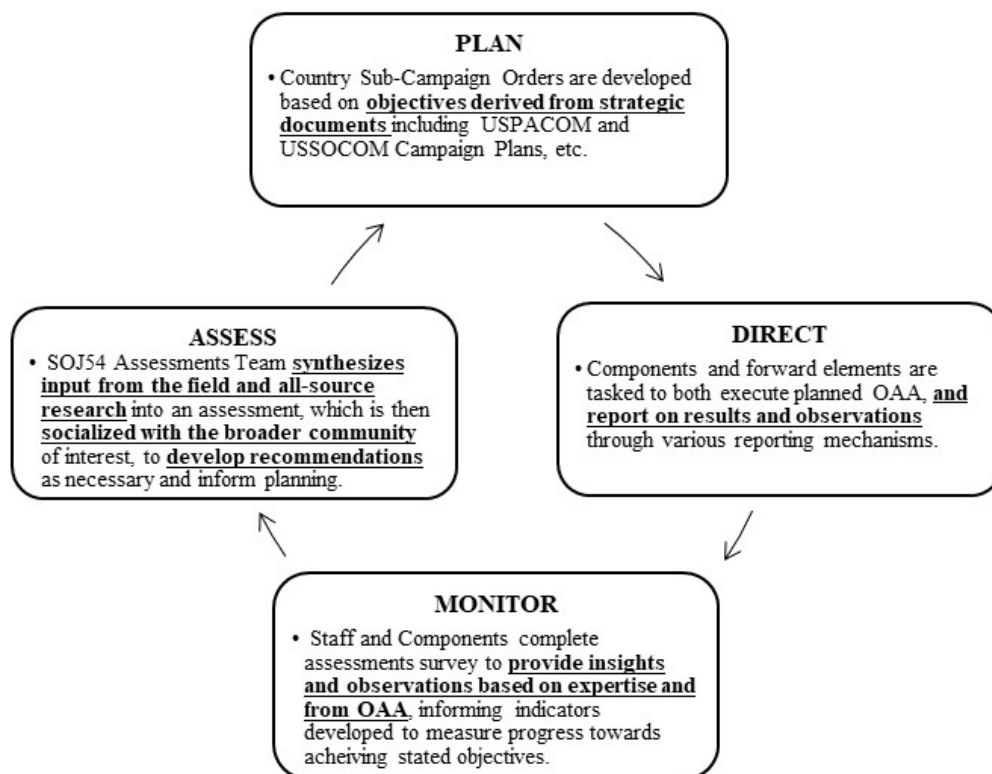 PLAN
• Country Sub-Campaign Orders are developed
based on objectives derived from strategic
documents including USPACOM and
USSOCOM Campaign Plans, etc.
DIRECT
• Components and forward elements are
tasked to both execute planned OAA, and
report on results and observations
through various reporting mechanisms.
MONITOR
• Staff and Components complete
assessments survey to provide insights
and observations based on expertise and
from OAA, informing indicators
developed to measure progress towards
acheiving stated objectives.
ASSESS
• SOJ54 Assessments Team synthesizes
input from the field and all-source
research into an assessment, which is then
socialized with the broader community
of interest, to develop recommendations
as necessary and inform planning.